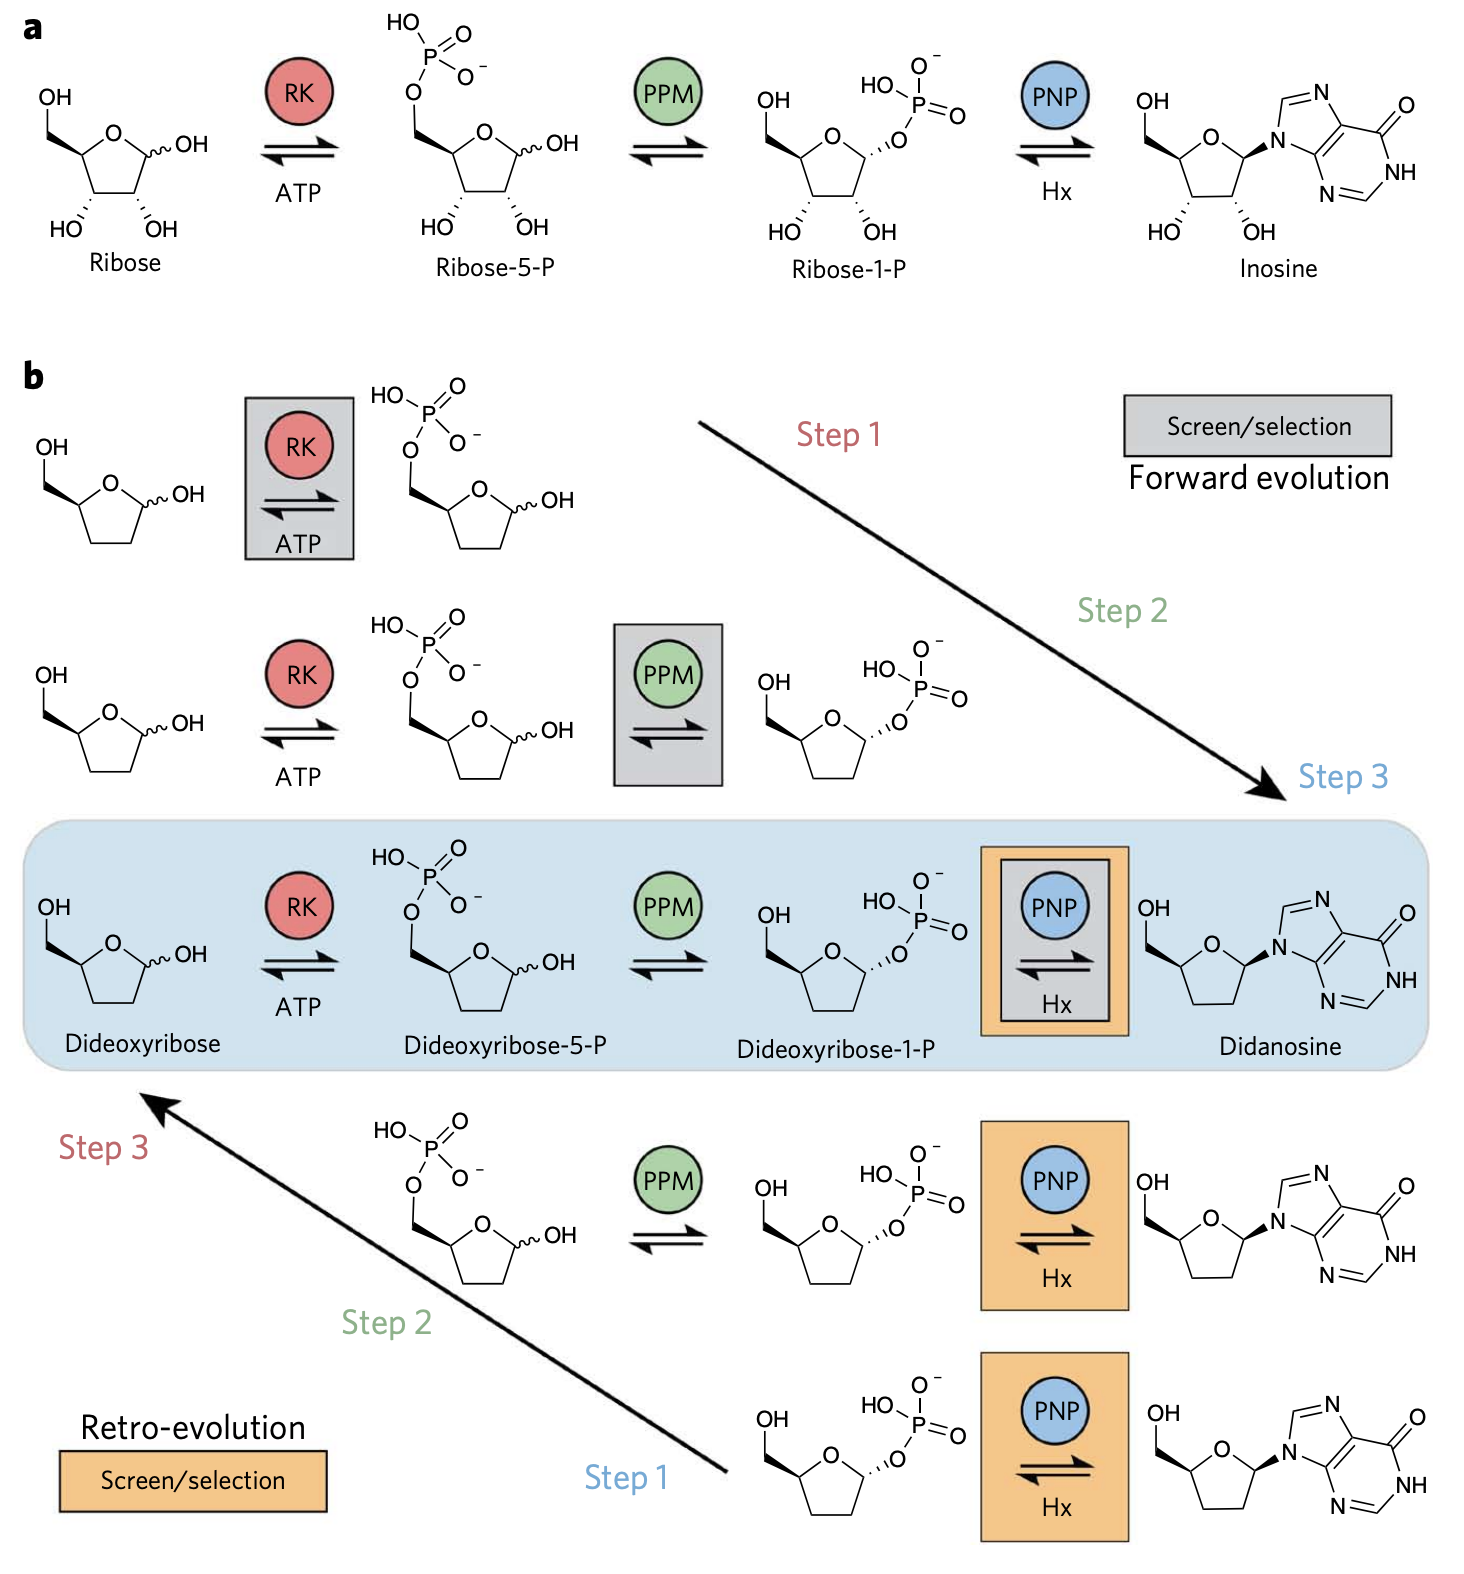 a
OH
O
OH
HO
OH
Ribose
RK
ATP
HO
O
P
O⁻
O
O
OH
HO
OH
Ribose-5-P
PPM
OH
O
HO
O⁻
P
O
O
HO
OH
Ribose-1-P
PNP
Hx
OH
O
N
N
O
NH
N
HO
OH
Inosine
b
OH
O
OH
RK
ATP
HO
O
P
O⁻
O
O
OH
Step 1
Screen/selection
Forward evolution
OH
O
OH
RK
ATP
HO
O
P
O⁻
O
O
OH
PPM
OH
O
HO
O⁻
P
O
O
Step 2
Step 3
OH
O
OH
Dideoxyribose
RK
ATP
HO
O
P
O⁻
O
O
OH
Dideoxyribose-5-P
PPM
OH
O
HO
O⁻
P
O
O
Dideoxyribose-1-P
PNP
Hx
OH
O
N
N
O
NH
N
Didanosine
Step 3
HO
O
P
O⁻
O
O
OH
PPM
OH
O
HO
O⁻
P
O
O
PNP
Hx
OH
O
N
N
O
NH
N
Step 2
Retro-evolution
Screen/selection
Step 1
OH
O
HO
O⁻
P
O
O
PNP
Hx
OH
O
N
N
O
NH
N